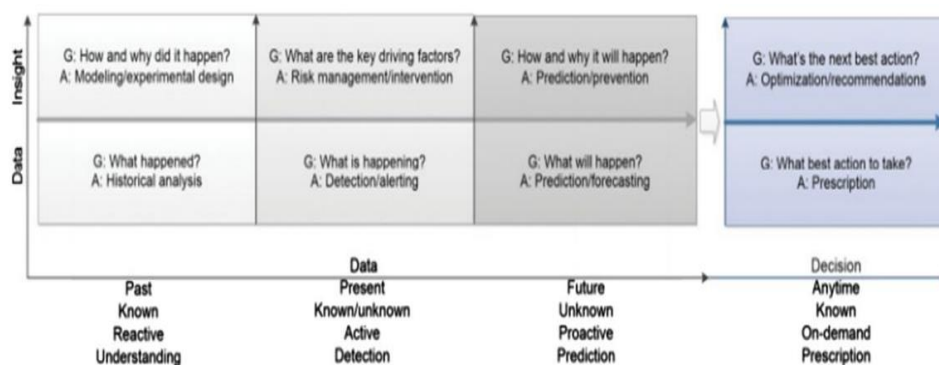 Insight
G: How and why did it happen?
A: Modeling/experimental design
G: What are the key driving factors?
A: Risk management/intervention
G: How and why it will happen?
A: Prediction/prevention
G: What's the next best action?
A: Optimization/recommendations
Data
G: What happened?
A: Historical analysis
G: What is happening?
A: Detection/alerting
G: What will happen?
A: Prediction/forecasting
G: What best action to take?
A: Prescription
Data
Decision
Past
Present
Future
Anytime
Known
Known/unknown
Unknown
Known
Reactive
Active
Proactive
On-demand
Understanding
Detection
Prediction
Prescription